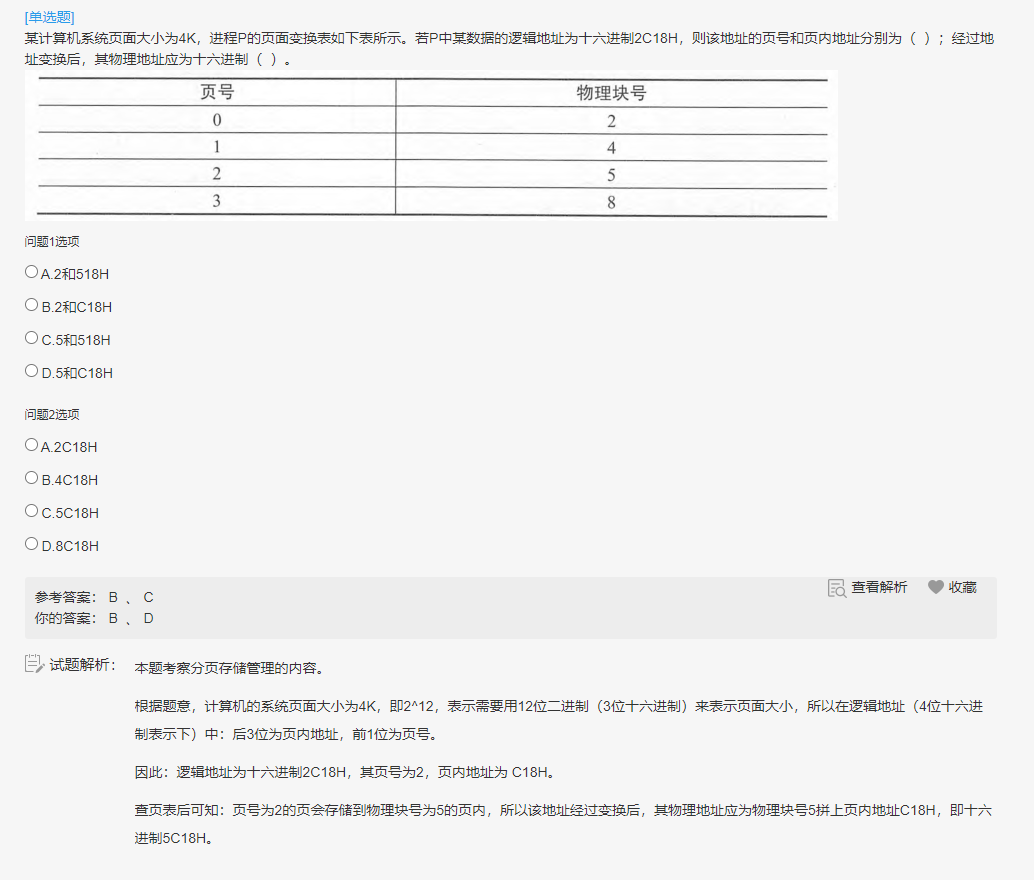 [单选题]
某计算机系统页面大小为4K，进程P的页面变换表如下表所示。若P中某数据的逻辑地址为十六进制2C18H，则该地址的页号和页内地址分别为（ ）；经过地
址变换后，其物理地址应为十六进制（ ）。
页号 物理块号
0 2
1 4
2 5
3 8
问题1选项
A.2和518H
B.2和C18H
C.5和518H
D.5和C18H
问题2选项
A.2C18H
B.4C18H
C.5C18H
D.8C18H
查看解析 收藏
参考答案： B 、 C
你的答案： B 、 D
试题解析： 本题考察分页存储管理的内容。
根据题意，计算机的系统页面大小为4K，即2^12，表示需要用12位二进制（3位十六进制）来表示页面大小，所以在逻辑地址（4位十六进
制表示下）中：后3位为页内地址，前1位为页号。
因此：逻辑地址为十六进制2C18H，其页号为2，页内地址为 C18H。
查页表后可知：页号为2的页会存储到物理块号为5的页内，所以该地址经过变换后，其物理地址应为物理块号5拼上页内地址C18H，即十六
进制5C18H。